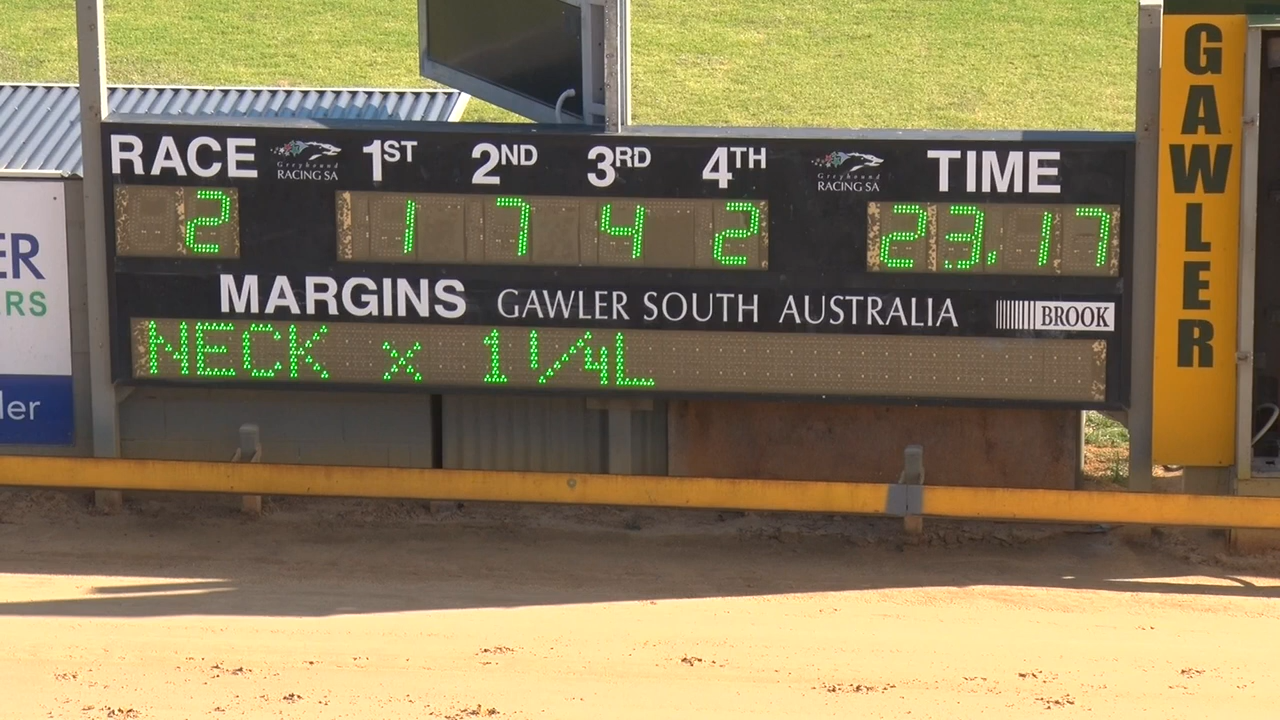 RACE
1ST 2ND 3RD 4TH
TIME
Greyhound
RACING SA
Greyhound
RACING SA
2
1 7 4 2
23.17
MARGINS
GAWLER SOUTH AUSTRALIA
BROOK
NECK x 1 1/4L
GAWLER
ER
ERS
ler